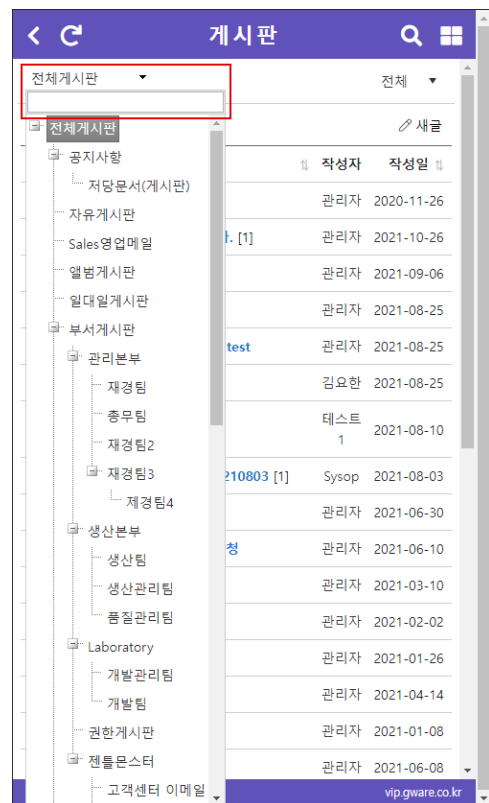 게시판
전체게시판
전체
전체게시판
새글
공지사항
작성자 작성일
저당문서(게시판)
관리자 2020-11-26
자유게시판
Sales영업메일
. [1] 관리자 2021-10-26
앨범게시판
관리자 2021-09-06
일대일게시판
관리자 2021-08-25
부서게시판
test 관리자 2021-08-25
관리본부
재경팀
김요한 2021-08-25
총무팀
테스트
1
2021-08-10
재경팀2
재경팀3
210803 [1] Sysop 2021-08-03
제경팀4
관리자 2021-06-30
생산본부
청 관리자 2021-06-10
생산팀
생산관리팀
관리자 2021-03-10
품질관리팀
관리자 2021-02-02
Laboratory
개발관리팀
관리자 2021-01-26
개발팀
관리자 2021-04-14
권한게시판
관리자 2021-01-08
젠틀몬스터
관리자 2021-06-08
고객센터 이메일
vip.gware.co.kr